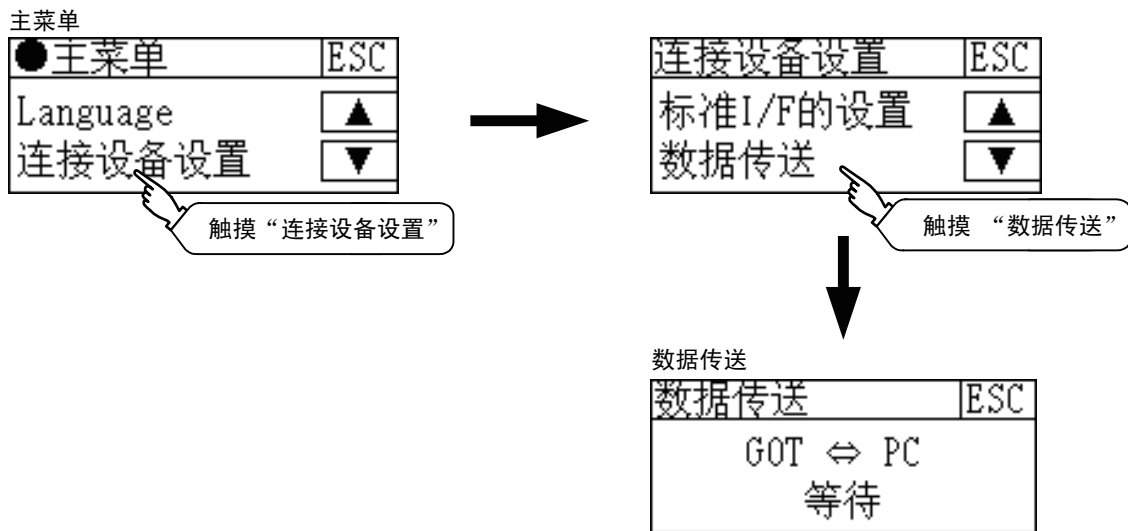 主菜单
●主菜单 ESC
Language ▲
连接设备设置 ▼
触摸“连接设备设置”
连接设备设置 ESC
标准I/F的设置 ▲
数据传送 ▼
触摸 “数据传送”
数据传送
数据传送 ESC
GOT ⇔ PC
等待